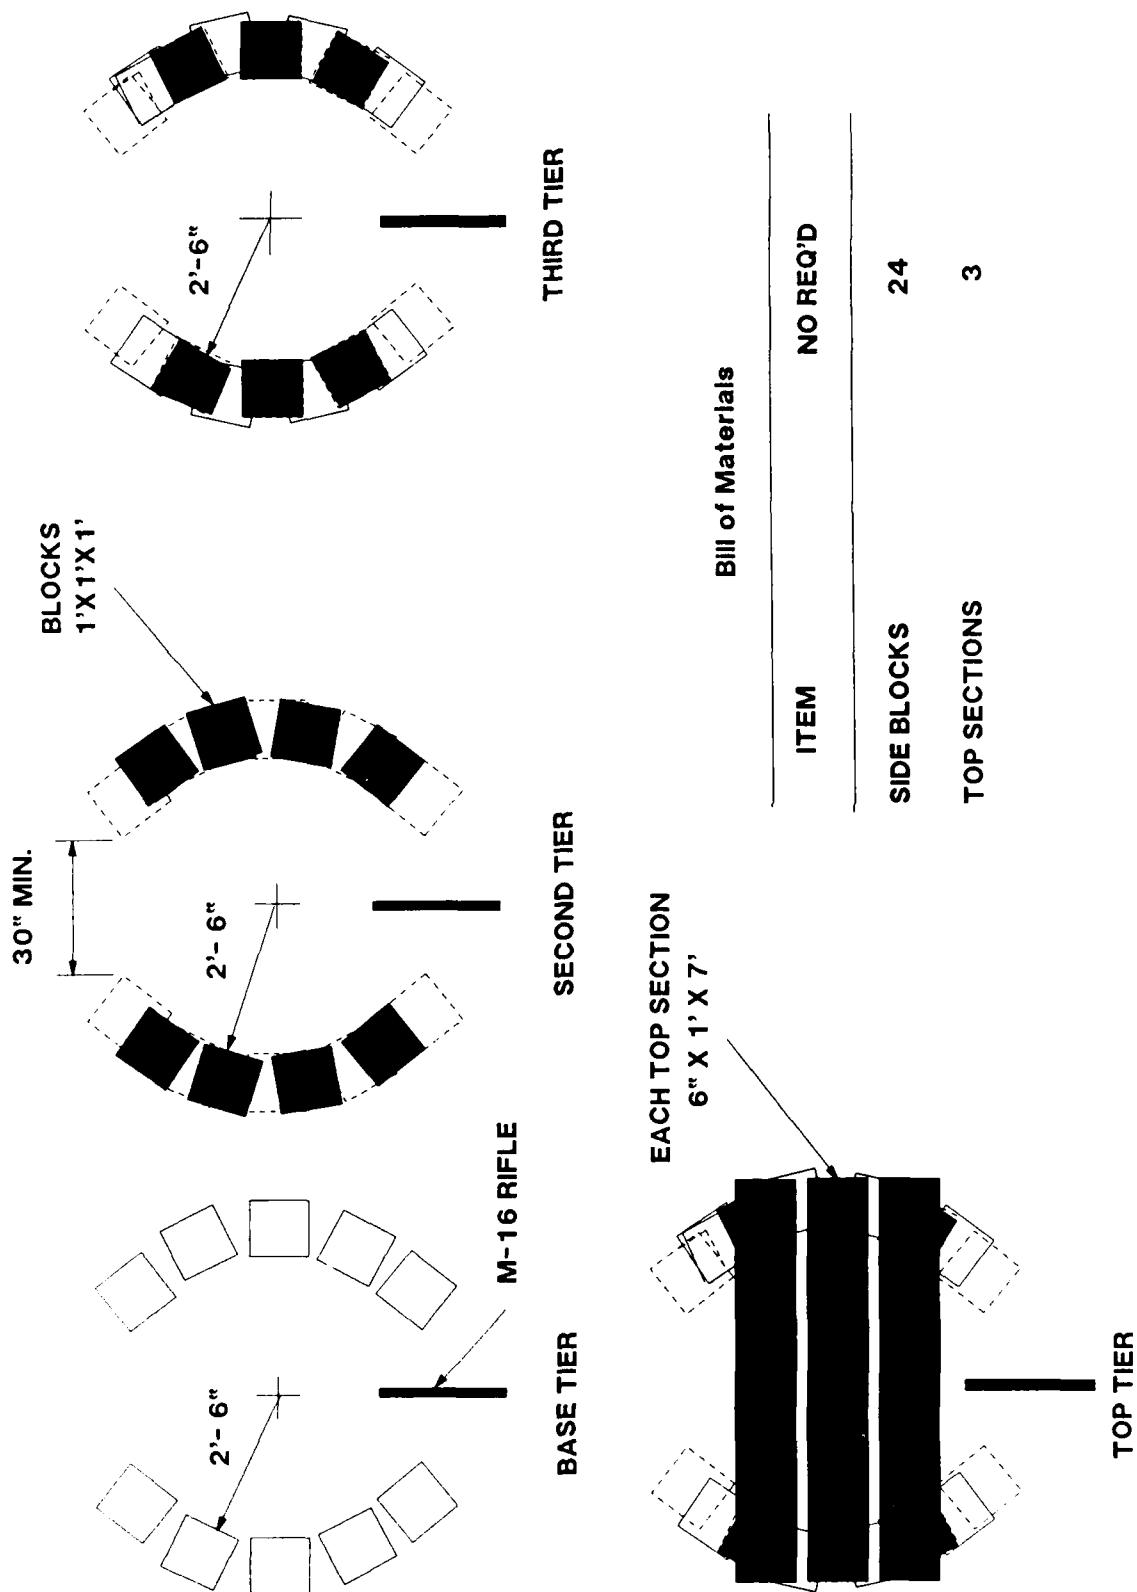 30" MIN.
BLOCKS
1'X1'X1'
2'-6"
2'-6"
2'-6"
M-16 RIFLE
BASE TIER
SECOND TIER
THIRD TIER
EACH TOP SECTION
6" X 1' X 7'
TOP TIER
Bill of Materials
ITEM NO REQ'D
SIDE BLOCKS 24
TOP SECTIONS 3